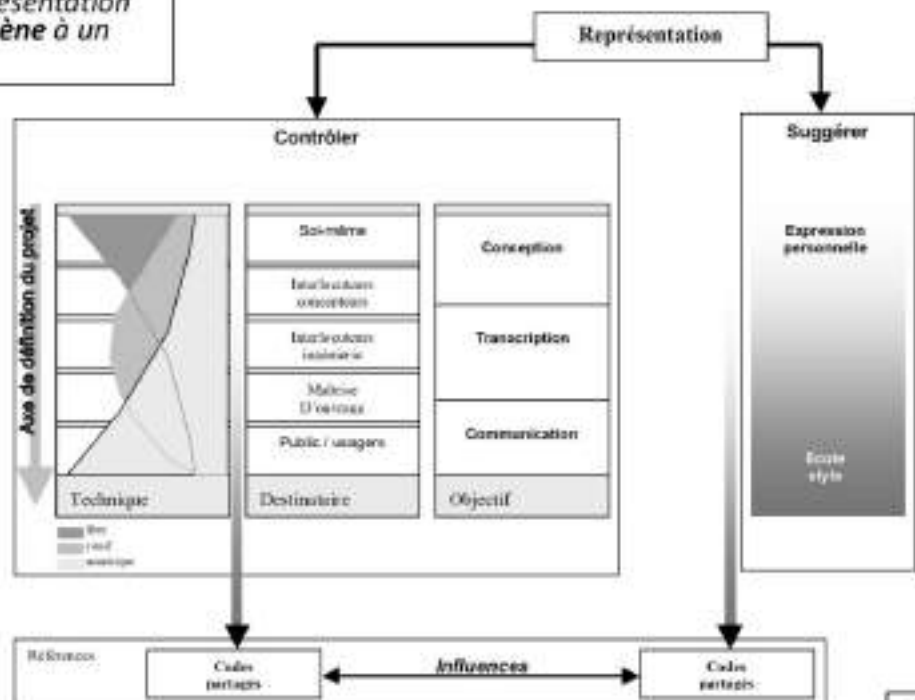 ésentation
ène à un
Représentation
Contrôler
Suggérer
Axe de définition du projet
Soi-même
Interlocuteurs
concepteurs
Interlocuteurs
ingénierie
Maîtrise
D'ouvrage
Public / usagers
Conception
Transcription
Communication
Technique
Destinataire
Objectif
Expression
personnelle
Ecole
style
numérique
Références
Codes
partagés
Influences
Codes
partagés